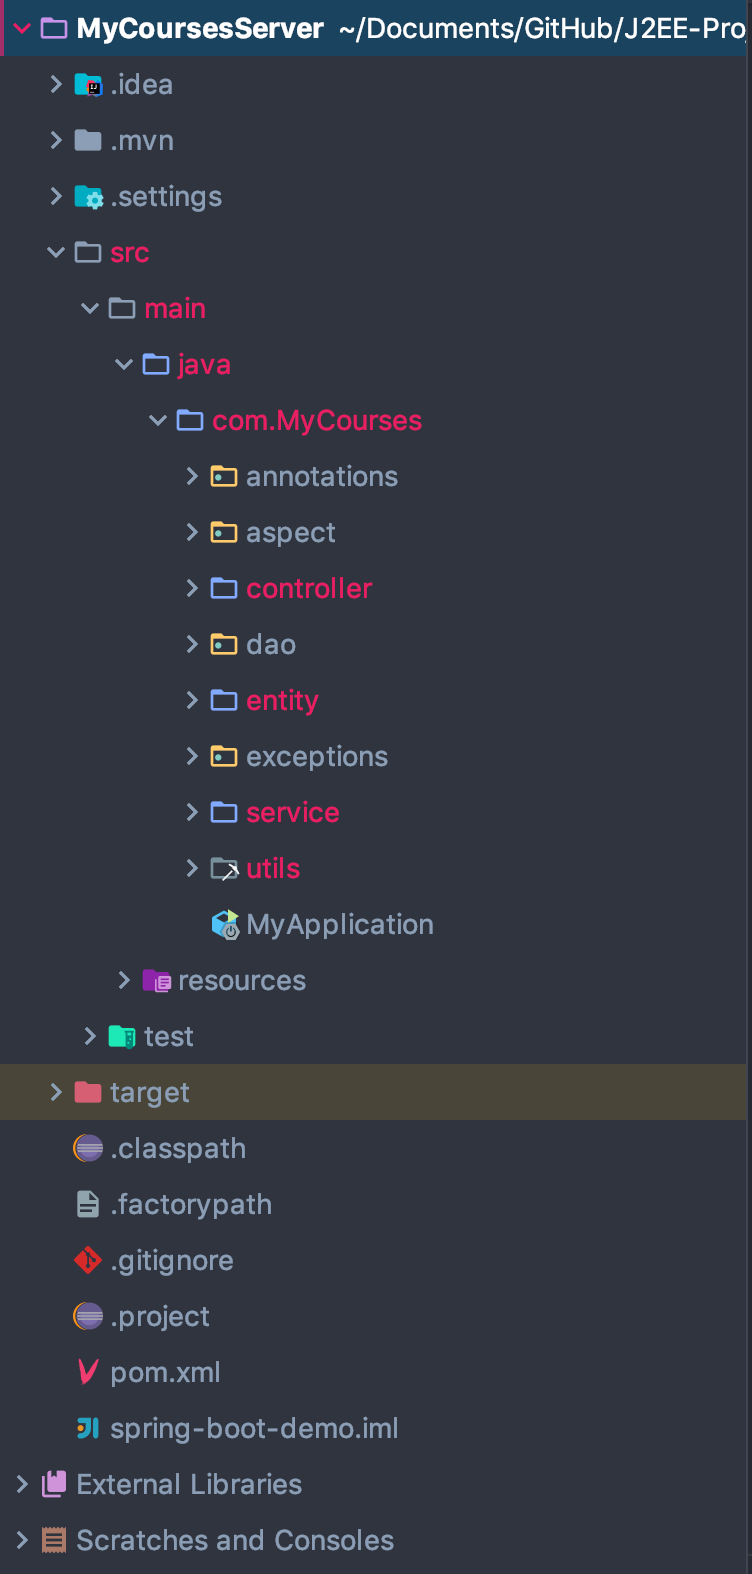 MyCoursesServer ~/Documents/GitHub/J2EE-Pro
.idea
.mvn
.settings
src
main
java
com.MyCourses
annotations
aspect
controller
dao
entity
exceptions
service
utils
MyApplication
resources
test
target
.classpath
.factorypath
.gitignore
.project
pom.xml
spring-boot-demo.iml
External Libraries
Scratches and Consoles